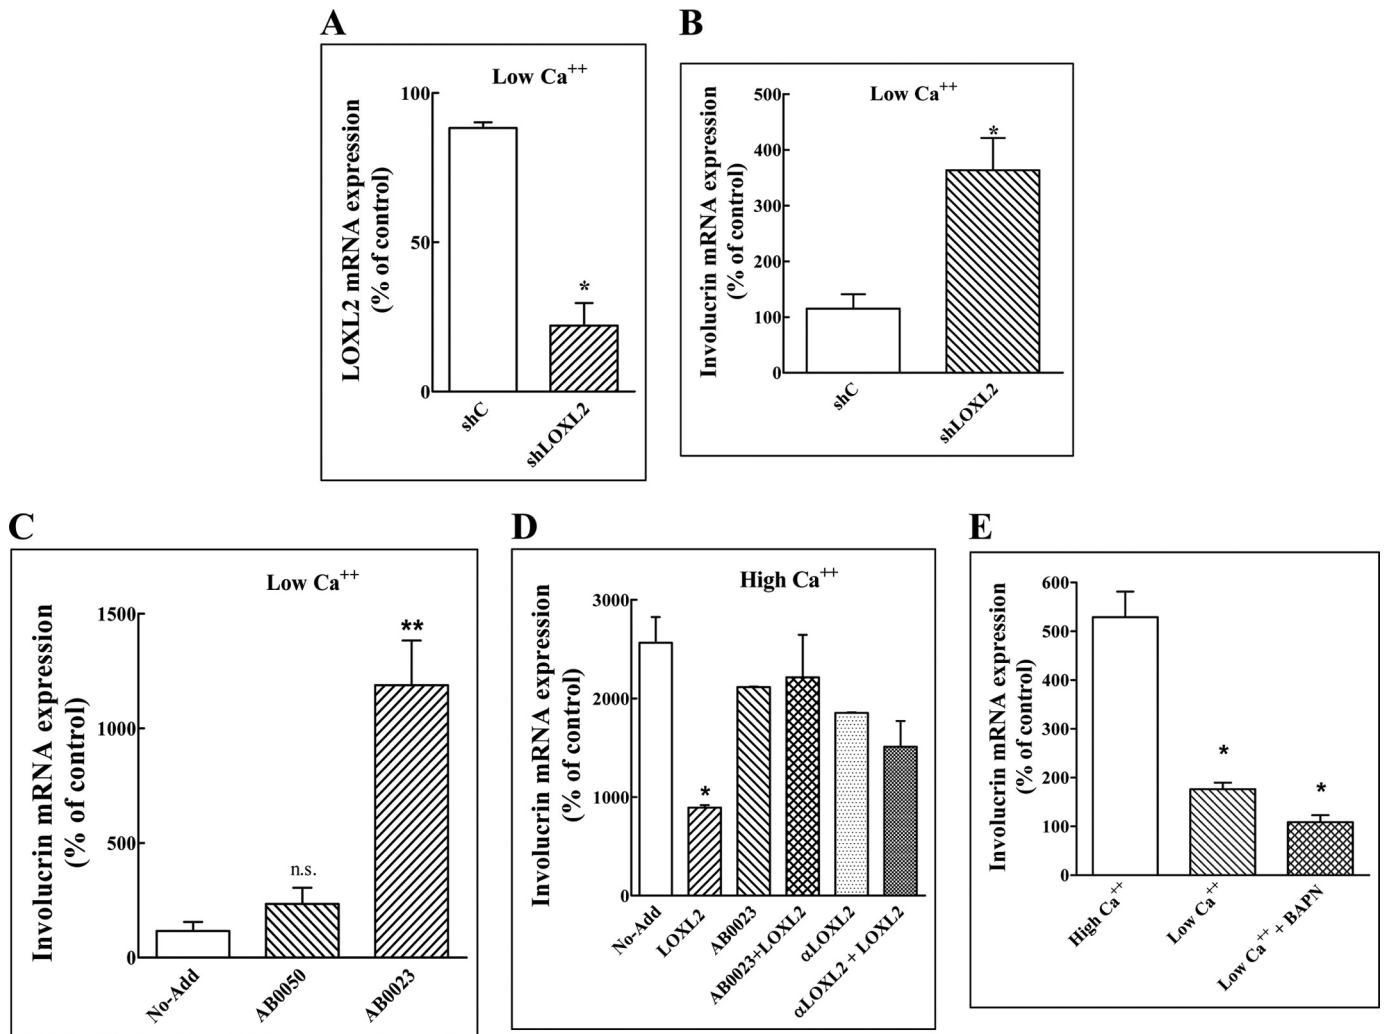 A
Low Ca++
LOXL2 mRNA expression
(% of control)
100
50
0
*
shC
shLOXL2
B
Low Ca++
Involucrin mRNA expression
(% of control)
500
400
300
200
100
0
*
shC
shLOXL2
C
Low Ca++
Involucrin mRNA expression
(% of control)
1500
1000
500
0
n.s.
**
No-Add
AB0050
AB0023
D
High Ca++
Involucrin mRNA expression
(% of control)
3000
2000
1000
0
*
No-Add
LOXL2
AB0023
AB0023+LOXL2
αLOXL2
αLOXL2 + LOXL2
E
Involucrin mRNA expression
(% of control)
600
500
400
300
200
100
0
*
*
High Ca++
Low Ca++
Low Ca++ + BAPN